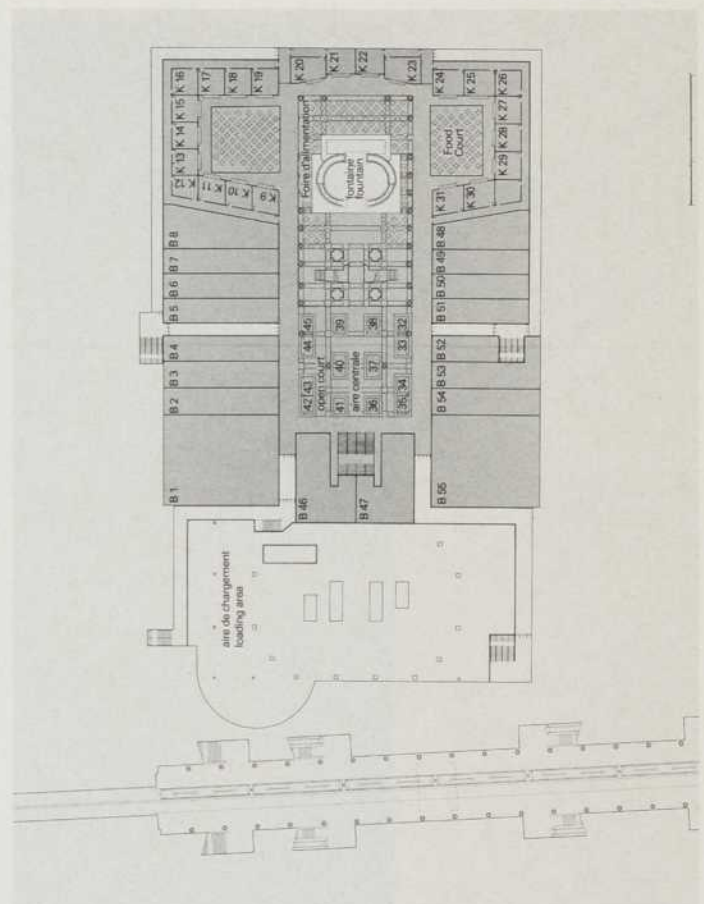 K 16
K 17
K 18
K 19
K 20
K 21
K 22
K 23
K 24
K 25
K 26
K 15
K 14
K 13
K 12
K 11
K 10
K 9
K 27
K 28
K 29
K 30
K 31
Foire d'alimentation
fontaine
fountain
Food
Court
B 8
B 7
B 6
B 5
B 4
B 3
B 2
B 1
B 48
B 49
B 50
B 51
B 52
B 53
B 54
B 55
45
44
43
42
39
40
41
38
37
36
32
33
34
35
open court
aire centrale
B 46
B 47
aire de chargement
loading area